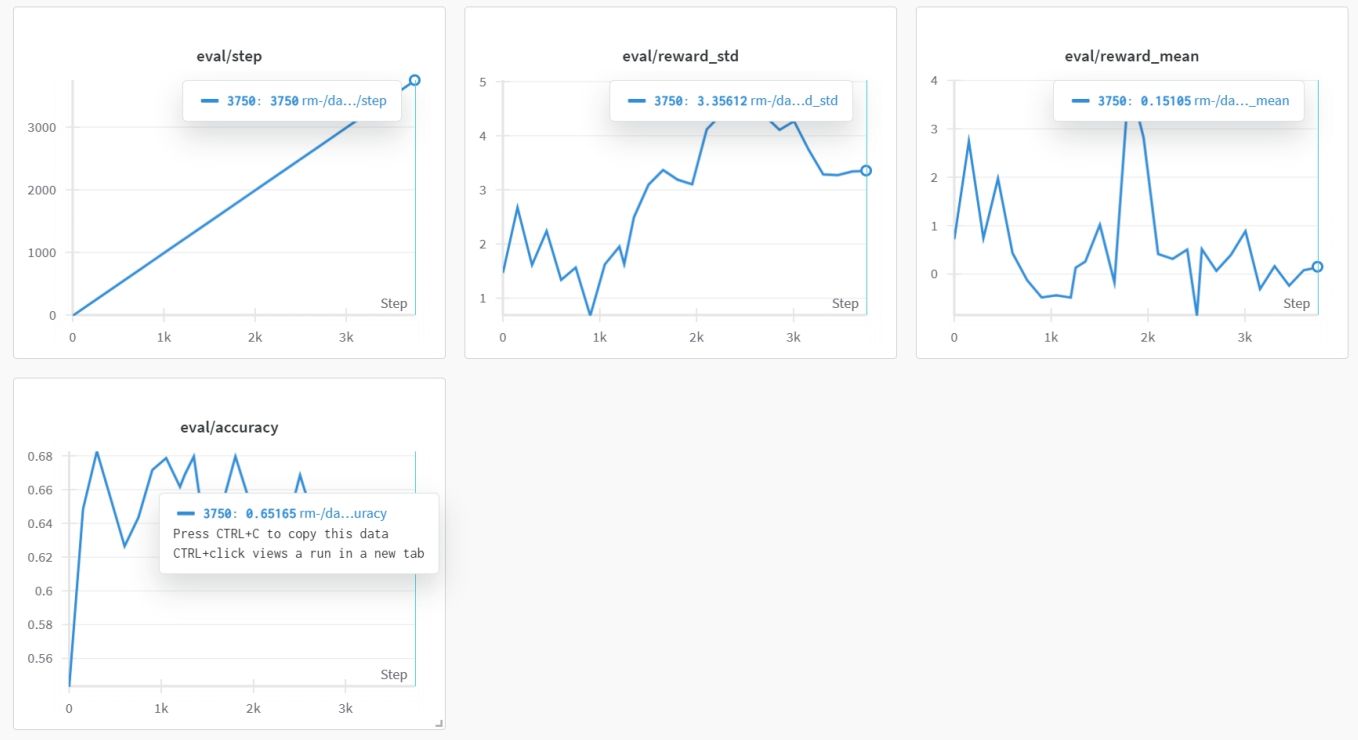 eval/step
3750: 3750 rm-/da.../step
3000
2000
1000
0
Step
0 1k 2k 3k
eval/reward_std
3750: 3.35612 rm-/da...d_std
5
4
3
2
1
Step
0 1k 2k 3k
eval/reward_mean
3750: 0.15105 rm-/da..._mean
4
3
2
1
0
Step
0 1k 2k 3k
eval/accuracy
0.68
0.66
0.64
0.62
0.6
0.58
0.56
3750: 0.65165 rm-/da...uracy
Press CTRL+C to copy this data
CTRL+click views a run in a new tab
Step
0 1k 2k 3k